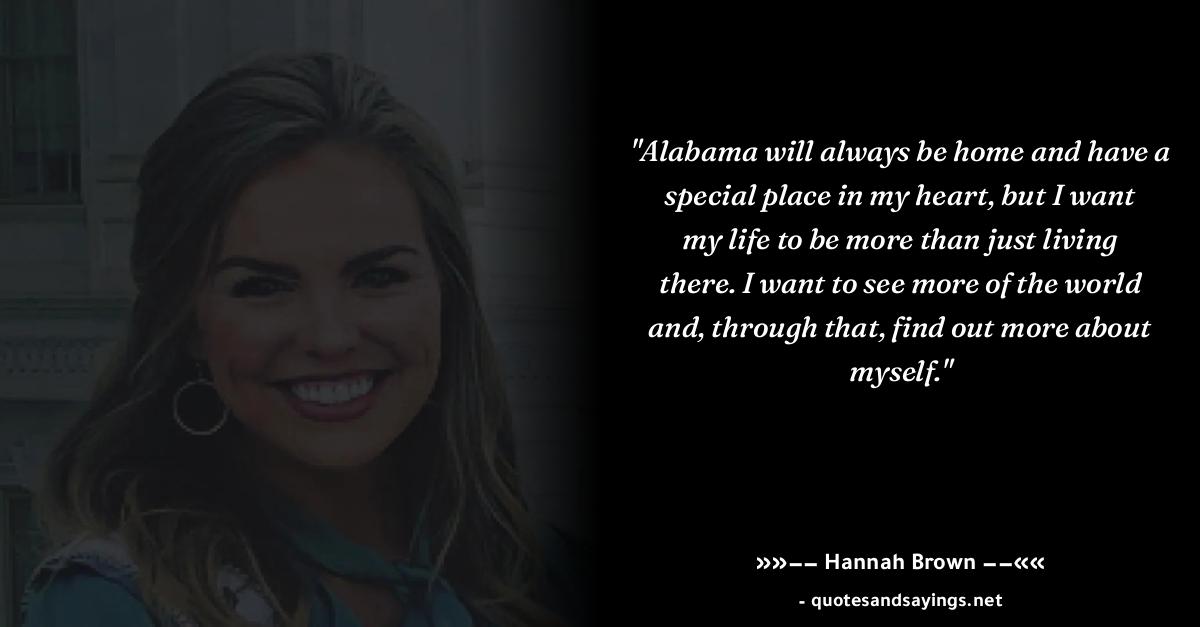 "Alabama will always be home and have a
special place in my heart, but I want
my life to be more than just living
there. I want to see more of the world
and, through that, find out more about
myself."
»»−− Hannah Brown −−««
- quotesandsayings.net